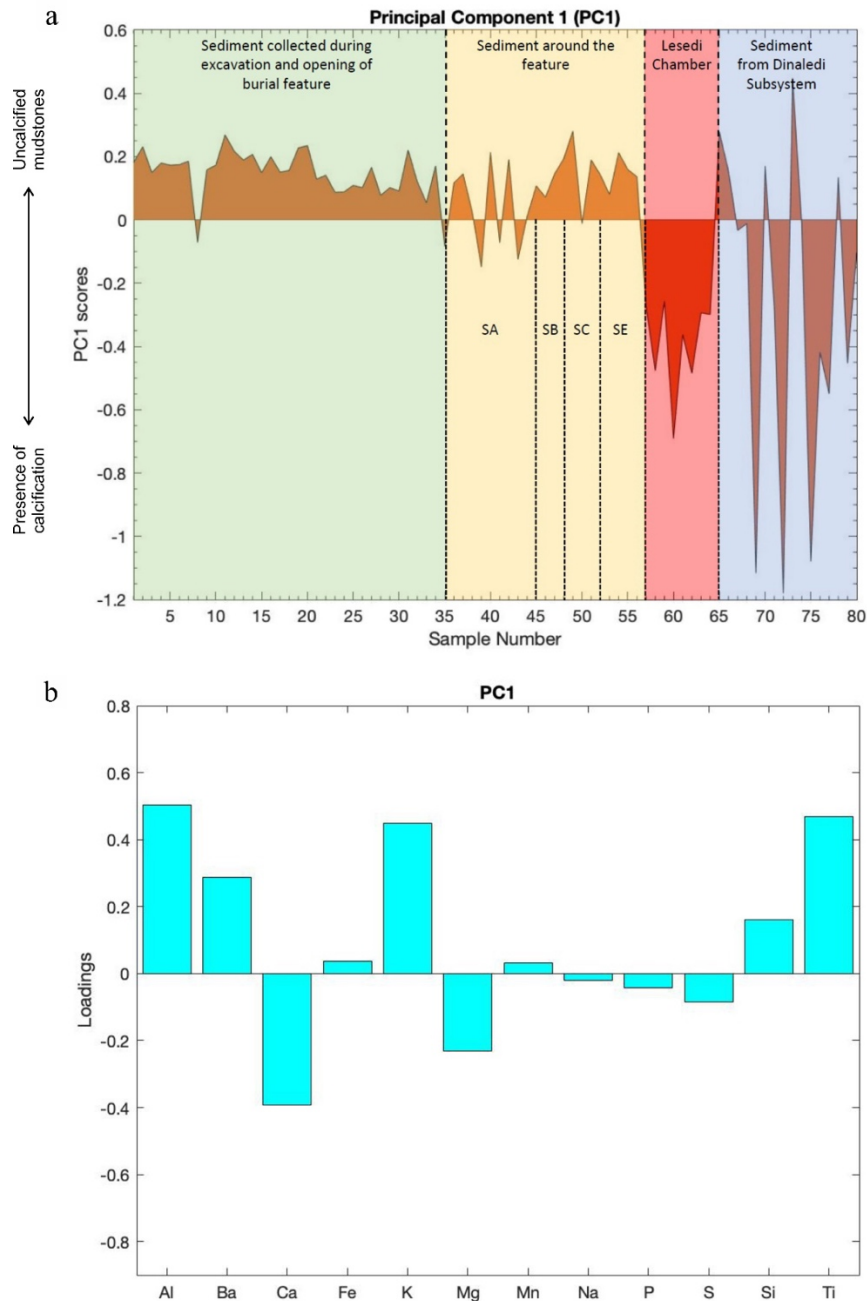 a
Principal Component 1 (PC1)
Sediment collected during
excavation and opening of
burial feature
Sediment around the
feature
Lesedi
Chamber
Sediment
from Dinaledi
Subsystem
Uncalcified
mudstones
Presence of
calcification
PC1 scores
0.6
0.4
0.2
0
-0.2
-0.4
-0.6
-0.8
-1
-1.2
SA
SB
SC
SE
5 10 15 20 25 30 35 40 45 50 55 60 65 70 75 80
Sample Number
b
PC1
Loadings
0.8
0.6
0.4
0.2
0
-0.2
-0.4
-0.6
-0.8
Al Ba Ca Fe K Mg Mn Na P S Si Ti